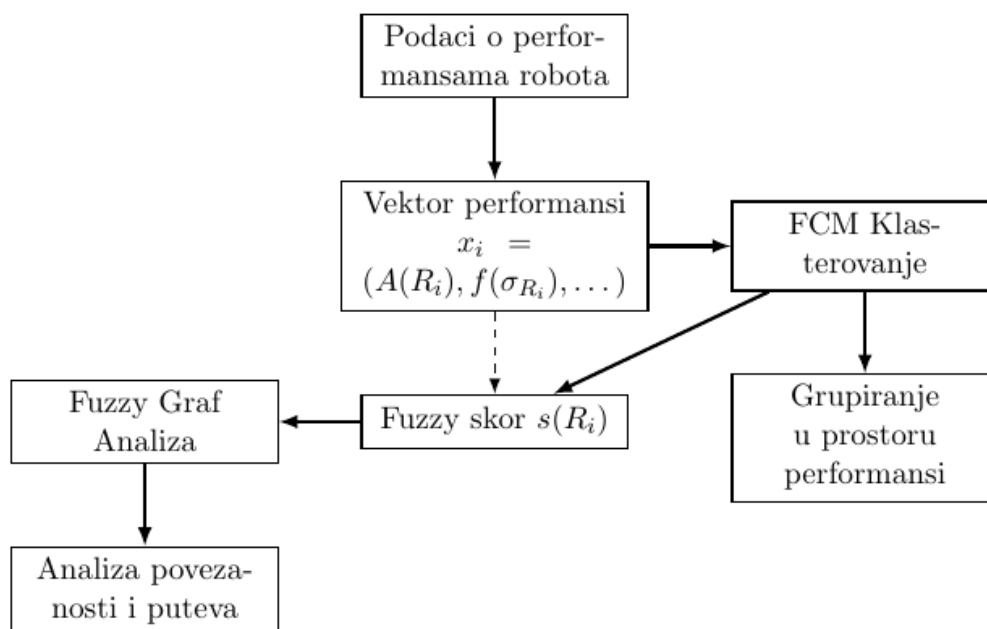 Podaci o perfor-
mansama robota
Vektor performansi
x_i =
(A(R_i), f(σ_{R_i}), . . . )
FCM Klas-
terovanje
Fuzzy Graf
Analiza
Fuzzy skor s(R_i)
Grupiranje
u prostoru
performansi
Analiza poveza-
nosti i puteva